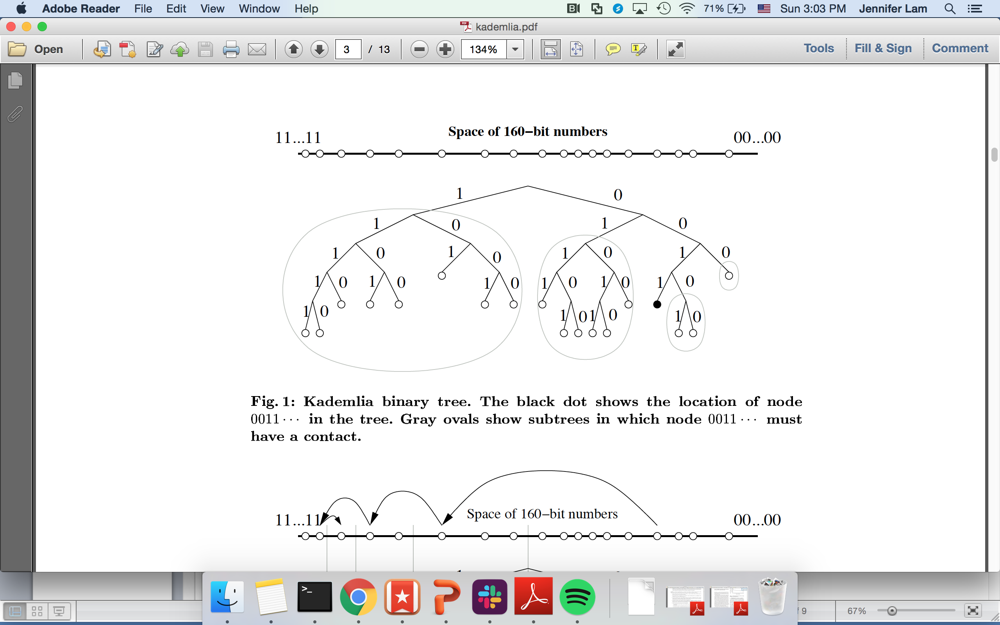 Adobe Reader File Edit View Window Help 71% Sun 3:03 PM Jennifer Lam
kademlia.pdf
Open 3 / 13 134% Tools Fill & Sign Comment
Space of 160−bit numbers
11...11 00...00
1 0
1 0 1 0
1 0 1 0 1 0 1 0
1 0 1 0 1 0 1 0 1 0 1 0
1 0 1 0 1 0 1 0
Fig. 1: Kademlia binary tree. The black dot shows the location of node
0011··· in the tree. Gray ovals show subtrees in which node 0011··· must
have a contact.
Space of 160−bit numbers
11...11 00...00
>_
9 67%